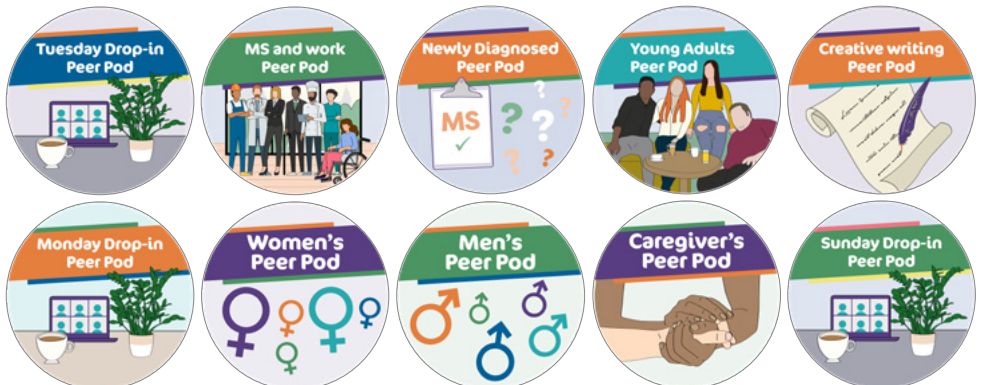 Tuesday Drop-in
Peer Pod
MS and work
Peer Pod
Newly Diagnosed
Peer Pod
MS
Young Adults
Peer Pod
Creative writing
Peer Pod
Monday Drop-in
Peer Pod
Women's
Peer Pod
Men's
Peer Pod
Caregiver's
Peer Pod
Sunday Drop-in
Peer Pod